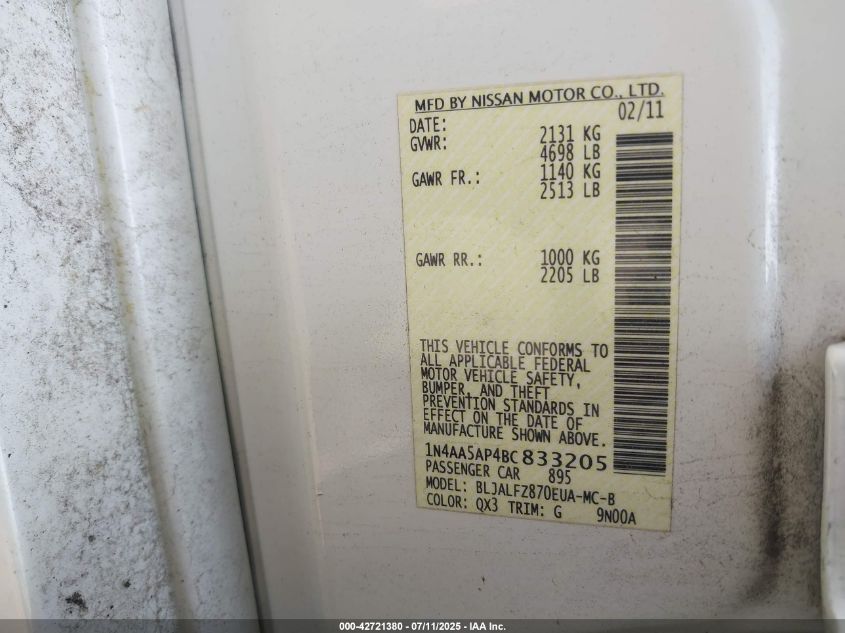 MFD BY NISSAN MOTOR CO., LTD.
DATE: 02/11
GVWR: 2131 KG
4698 LB
GAWR FR.: 1140 KG
2513 LB
GAWR RR.: 1000 KG
2205 LB
THIS VEHICLE CONFORMS TO
ALL APPLICABLE FEDERAL
MOTOR VEHICLE SAFETY,
BUMPER, AND THEFT
PREVENTION STANDARDS IN
EFFECT ON THE DATE OF
MANUFACTURE SHOWN ABOVE.
1N4AA5AP4BC833205
PASSENGER CAR 895
MODEL: BLJALFZ870EUA-MC-B
COLOR: QX3 TRIM: G 9N00A
000-42721380 - 07/11/2025 - IAA Inc.